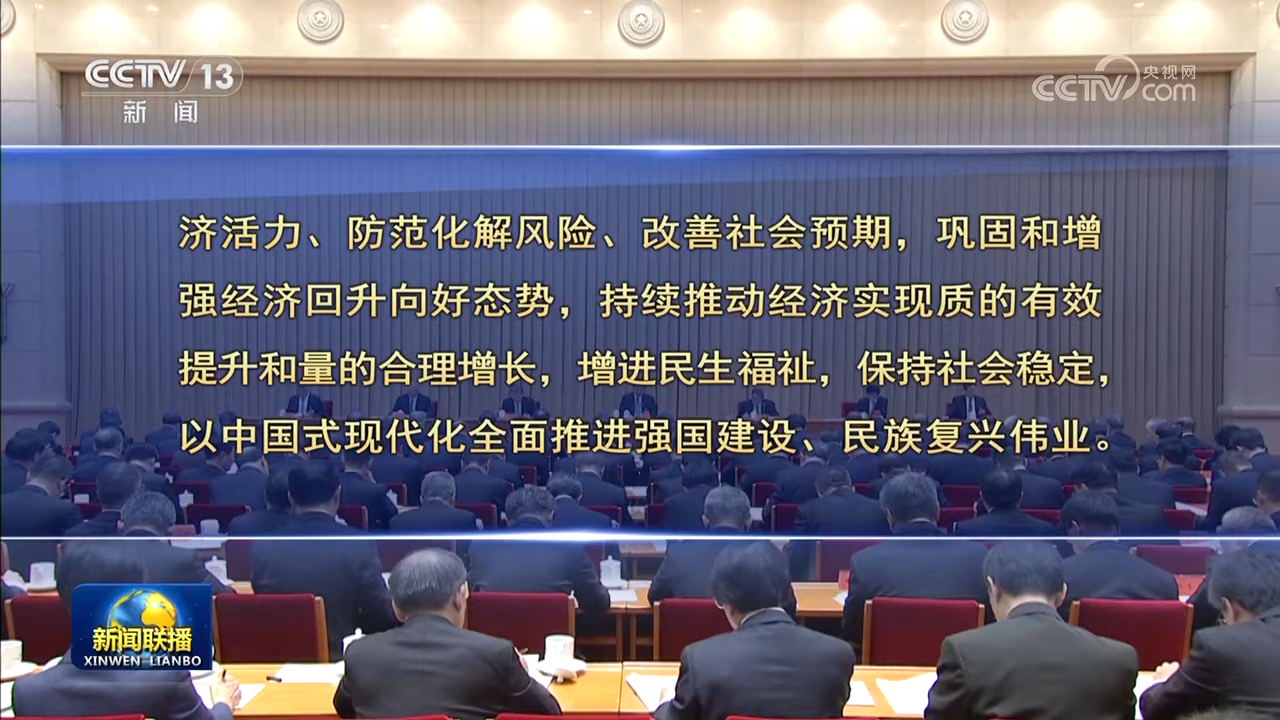 CCTV 13
新闻
央视网
CCTV.com
济活力、防范化解风险、改善社会预期，巩固和增
强经济回升向好态势，持续推动经济实现质的有效
提升和量的合理增长，增进民生福祉，保持社会稳定，
以中国式现代化全面推进强国建设、民族复兴伟业。
新闻联播
XINWEN LIANBO